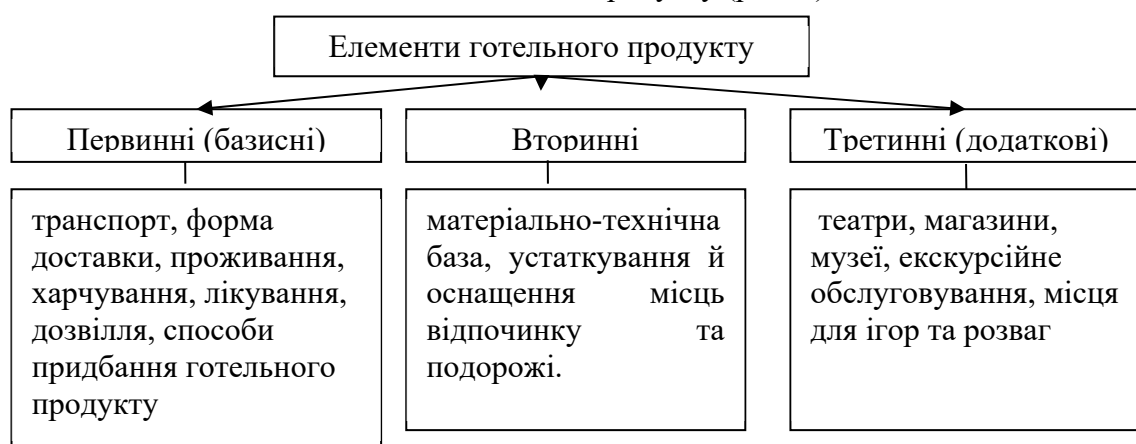 Елементи готельного продукту
Первинні (базисні)
Вторинні
Третинні (додаткові)
транспорт, форма
доставки, проживання,
харчування, лікування,
дозвілля, способи
придбання готельного
продукту
матеріально-технічна
база, устаткування й
оснащення місць
відпочинку та
подорожі.
театри, магазини,
музеї, екскурсійне
обслуговування, місця
для ігор та розваг